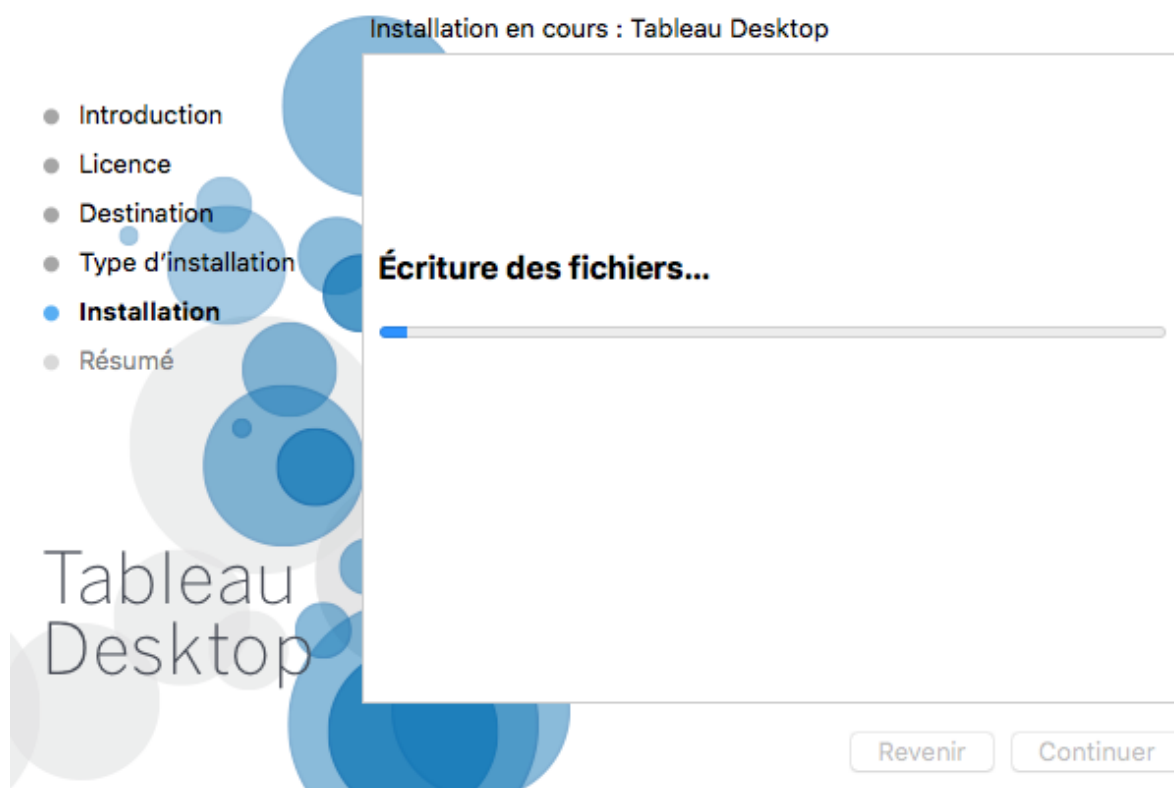 Installation en cours : Tableau Desktop
Introduction
Licence
Destination
Type d'installation
Installation
Résumé
Écriture des fichiers...
Tableau
Desktop
Revenir
Continuer